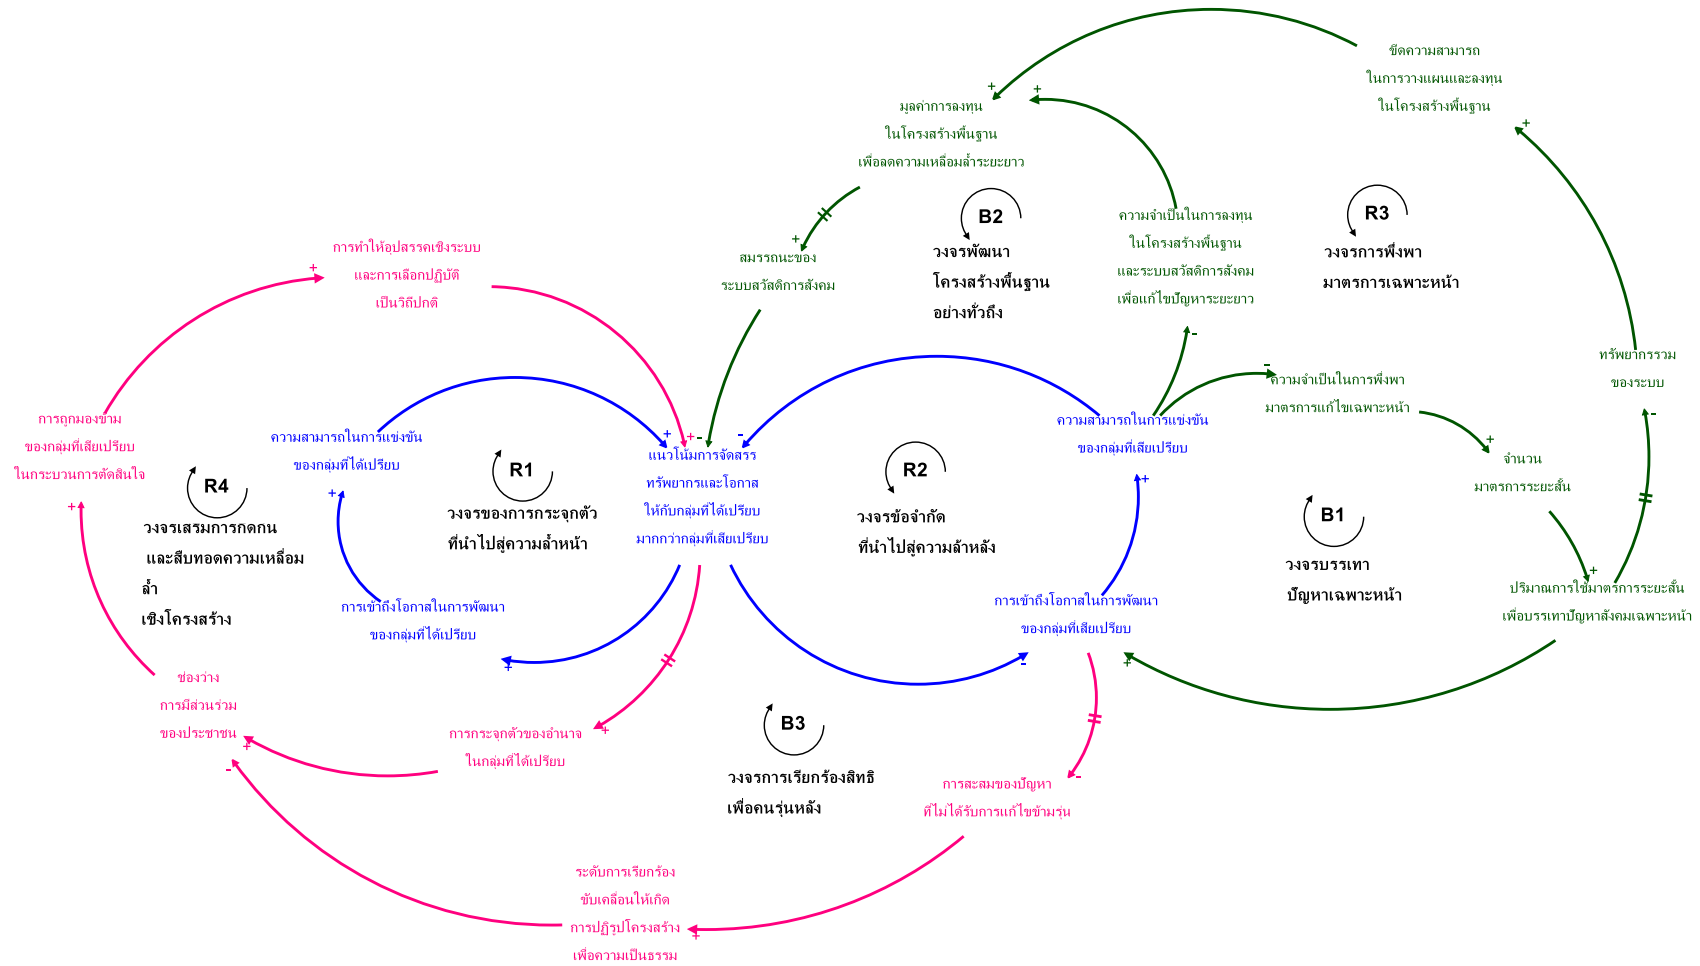 ขีดความสามารถ
ในการวางแผนและลงทุน
ในโครงสร้างพื้นฐาน
+
+
+
มูลค่าการลงทุน
ในโครงสร้างพื้นฐาน
เพื่อลดความเหลื่อมล้ำระยะยาว
B2
วงจรพัฒนา
โครงสร้างพื้นฐาน
อย่างทั่วถึง
ความจำเป็นในการลงทุน
ในโครงสร้างพื้นฐาน
และระบบสวัสดิการสังคม
เพื่อแก้ไขปัญหาระยะยาว
R3
วงจรการพึ่งพา
มาตรการเฉพาะหน้า
+
สมรรถนะของ
ระบบสวัสดิการสังคม
การทำให้อุปสรรคเชิงระบบ
และการเลือกปฏิบัติ
เป็นวิถีปกติ
+
-
-
ทรัพยากรรวม
ของระบบ
-
ความจำเป็นในการพึ่งพา
มาตรการแก้ไขเฉพาะหน้า
การถูกมองข้าม
ของกลุ่มที่เสียเปรียบ
ในกระบวนการตัดสินใจ
+
ความสามารถในการแข่งขัน
ของกลุ่มที่ได้เปรียบ
+
R4
วงจรเสริมการกดทับ
และสืบทอดความเหลื่อม
ล้ำ
เชิงโครงสร้าง
R1
วงจรของการกระจุกตัว
ที่นำไปสู่ความล้ำหน้า
+
+
-
-
แนวโน้มการจัดสรร
ทรัพยากรและโอกาส
ให้กับกลุ่มที่ได้เปรียบ
มากกว่ากลุ่มที่เสียเปรียบ
R2
วงจรข้อจำกัด
ที่นำไปสู่ความล้าหลัง
ความสามารถในการแข่งขัน
ของกลุ่มที่เสียเปรียบ
+
+
จำนวน
มาตรการระยะสั้น
B1
วงจรบรรเทา
ปัญหาเฉพาะหน้า
+
ปริมาณการใช้มาตรการระยะสั้น
เพื่อบรรเทาปัญหาสังคมเฉพาะหน้า
การเข้าถึงโอกาสในการพัฒนา
ของกลุ่มที่ได้เปรียบ
+
การเข้าถึงโอกาสในการพัฒนา
ของกลุ่มที่เสียเปรียบ
-
+
ช่องว่าง
การมีส่วนร่วม
ของประชาชน
+
-
การกระจุกตัวของอำนาจ
ในกลุ่มที่ได้เปรียบ
+
B3
วงจรการเรียกร้องสิทธิ
เพื่อคนรุ่นหลัง
-
การสะสมของปัญหา
ที่ไม่ได้รับการแก้ไขข้ามรุ่น
ระดับการเรียกร้อง
ขับเคลื่อนให้เกิด
การปฏิรูปโครงสร้าง
เพื่อความเป็นธรรม
+